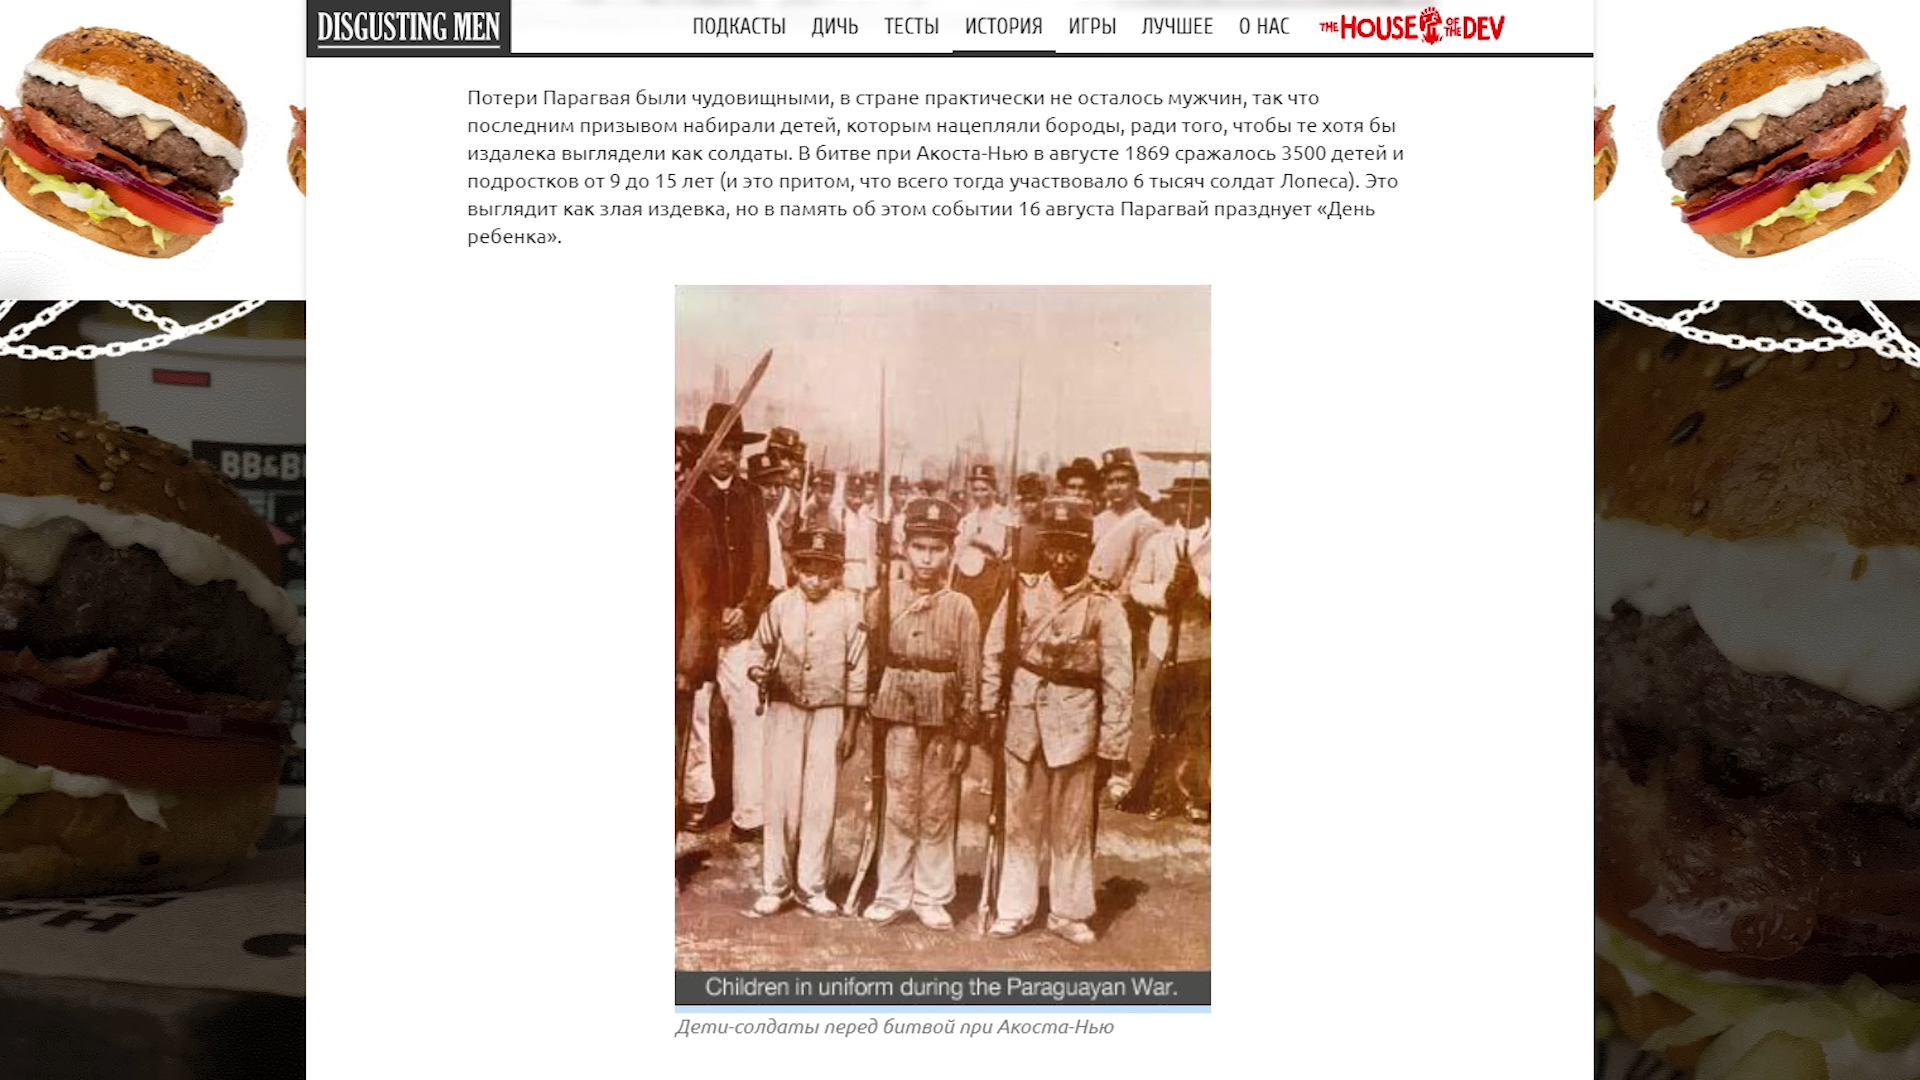 DISGUSTING MEN
ПОДКАСТЫ ДИЧЬ ТЕСТЫ ИСТОРИЯ ИГРЫ ЛУЧШЕЕ О НАС THE HOUSE OF THE DEV
Потери Парагвая были чудовищными, в стране практически не осталось мужчин, так что
последним призывом набирали детей, которым нацепляли бороды, ради того, чтобы те хотя бы
издалека выглядели как солдаты. В битве при Акоста-Нью в августе 1869 сражалось 3500 детей и
подростков от 9 до 15 лет (и это притом, что всего тогда участвовало 6 тысяч солдат Лопеса). Это
выглядит как злая издевка, но в память об этом событии 16 августа Парагвай празднует «День
ребенка».
BB&B
Children in uniform during the Paraguayan War.
Дети-солдаты перед битвой при Акоста-Нью